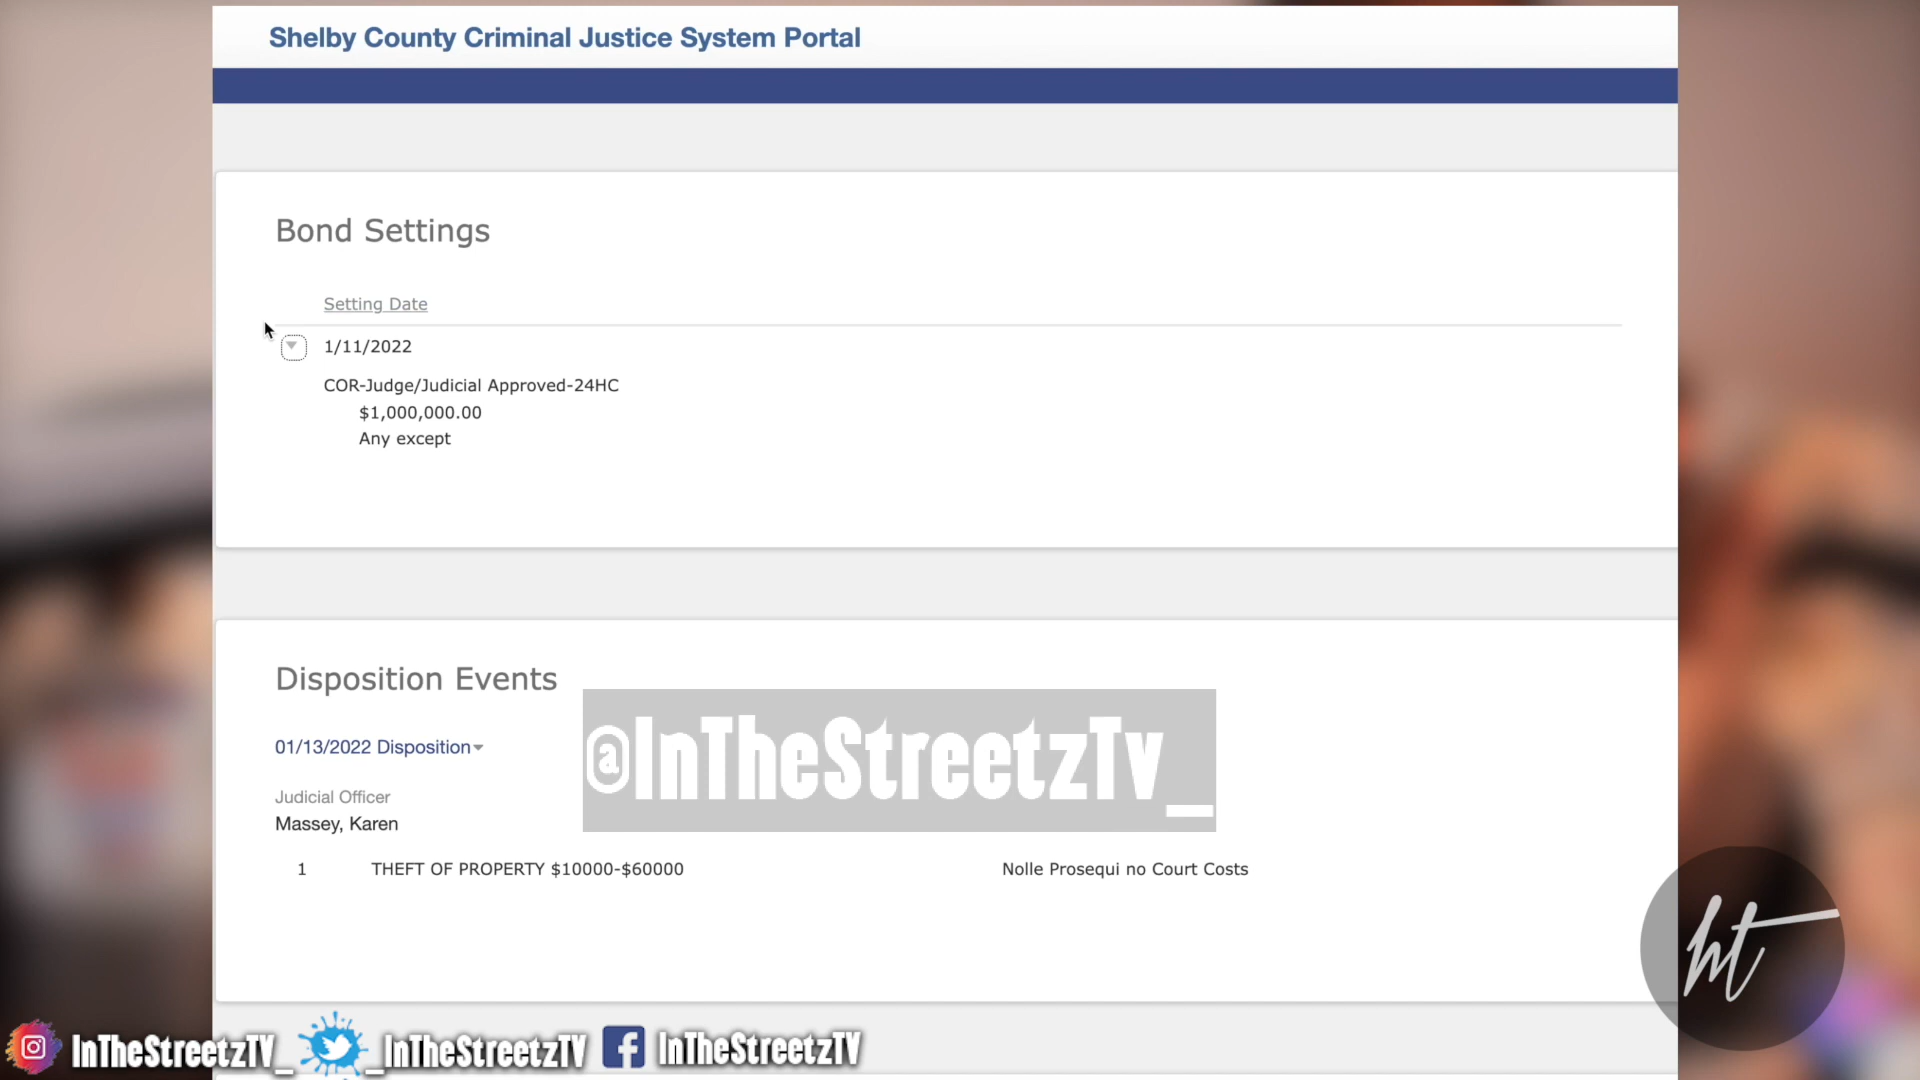 Shelby County Criminal Justice System Portal
Bond Settings
Setting Date
1/11/2022
COR-Judge/Judicial Approved-24HC
$1,000,000.00
Any except
Disposition Events
01/13/2022 Disposition
@InTheStreetzTv_
Judicial Officer
Massey, Karen
1 THEFT OF PROPERTY $10000-$60000 Nolle Prosequi no Court Costs
ht
InTheStreetzTV_ _InTheStreetzTV InTheStreetzTV